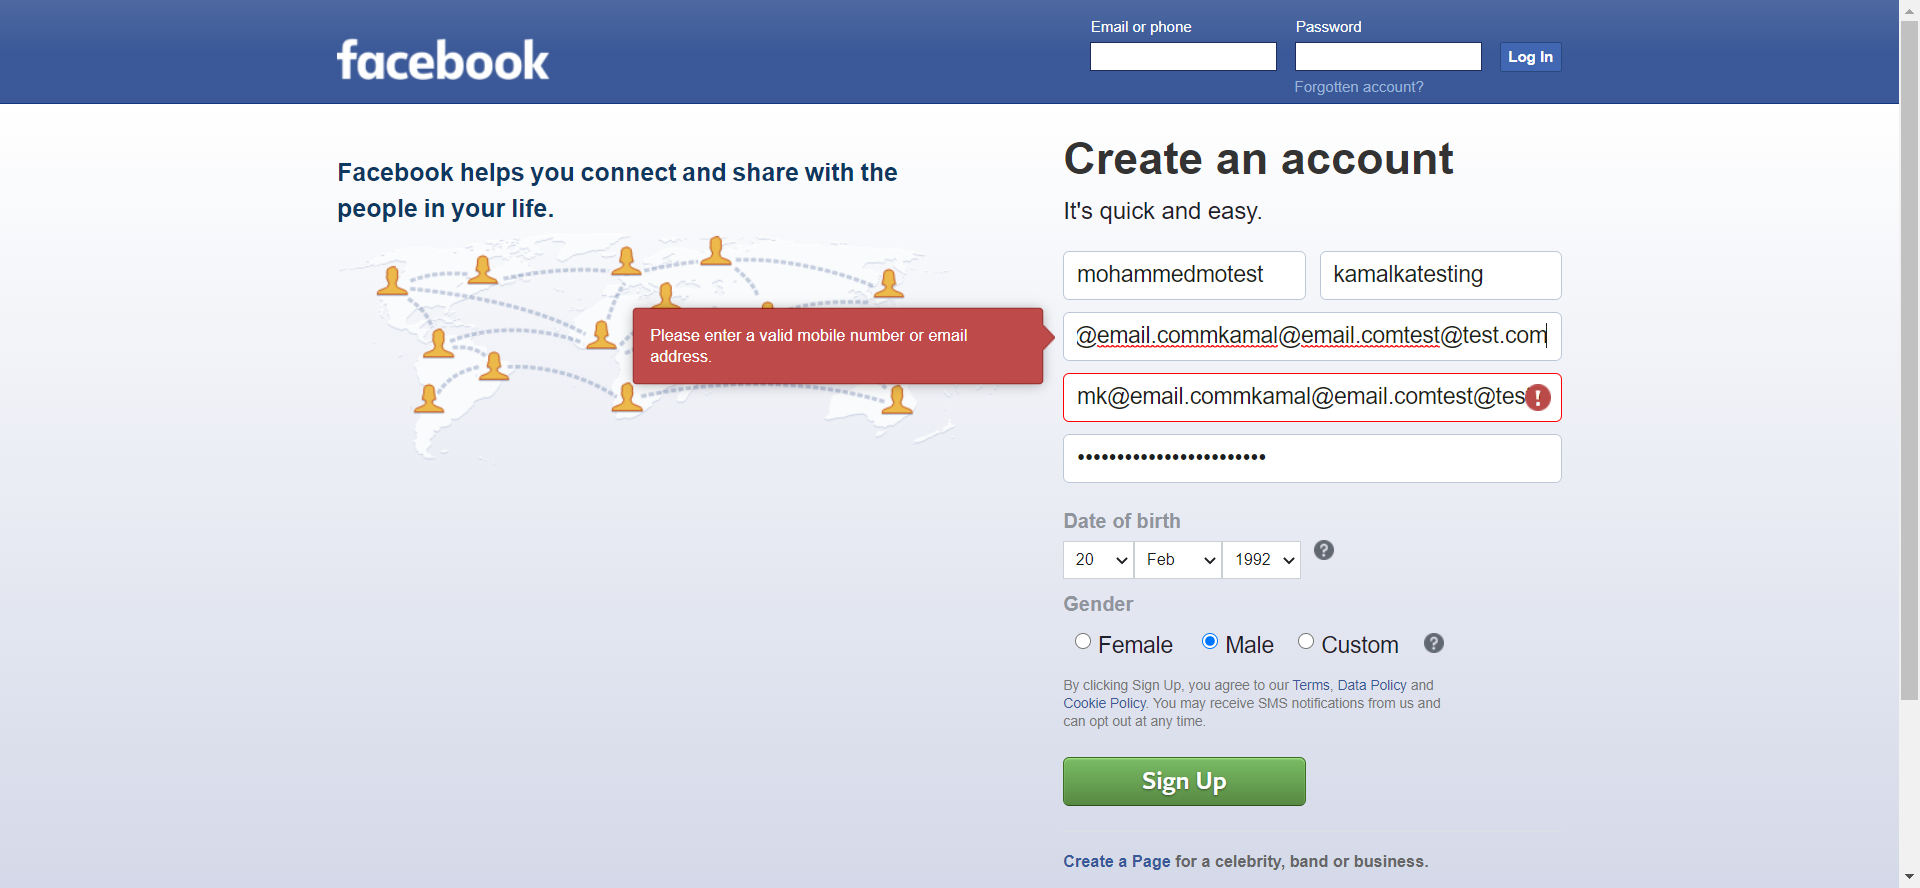 facebook
Email or phone
Password
Log In
Forgotten account?
Facebook helps you connect and share with the
people in your life.
Create an account
It's quick and easy.
mohammedmotest
kamalkatesting
Please enter a valid mobile number or email
address.
@email.commkamal@email.comtest@test.com
mk@email.commkamal@email.comtest@tes
••••••••••••••••••••••••
Date of birth
20
Feb
1992
?
Gender
Female
Male
Custom
?
By clicking Sign Up, you agree to our Terms, Data Policy and
Cookie Policy. You may receive SMS notifications from us and
can opt out at any time.
Sign Up
Create a Page for a celebrity, band or business.